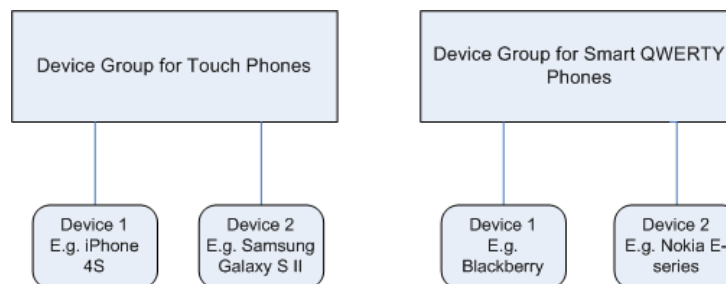 Device Group for Touch Phones
Device Group for Smart QWERTY
Phones
Device 1
E.g. iPhone
4S
Device 2
E.g. Samsung
Galaxy S II
Device 1
E.g.
Blackberry
Device 2
E.g. Nokia E-
series